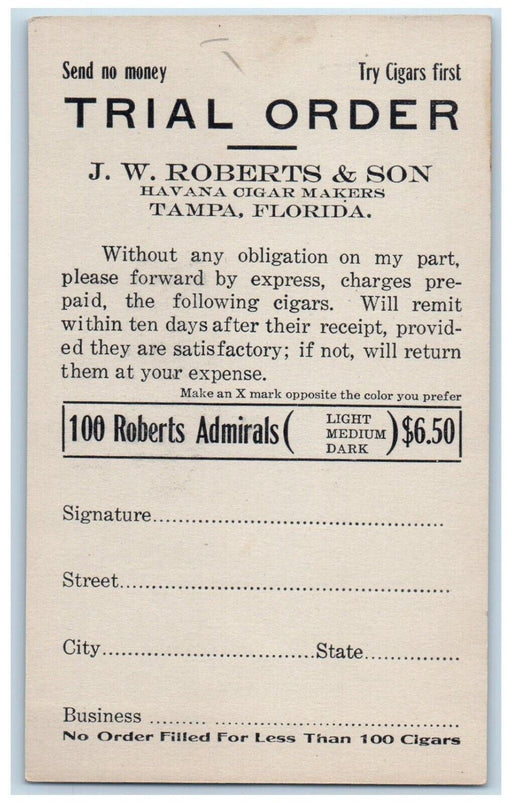 Send no money Try Cigars first
TRIAL ORDER
J. W. ROBERTS & SON
HAVANA CIGAR MAKERS
TAMPA, FLORIDA.
Without any obligation on my part,
please forward by express, charges pre-
paid, the following cigars. Will remit
within ten days after their receipt, provid-
ed they are satisfactory; if not, will return
them at your expense.
Make an X mark opposite the color you prefer
100 Roberts Admirals ( LIGHT
MEDIUM ) $6.50
DARK
Signature..........................................
Street..........................................
City.............................State.............
Business ........ ...................................
No Order Filled For Less Than 100 Cigars